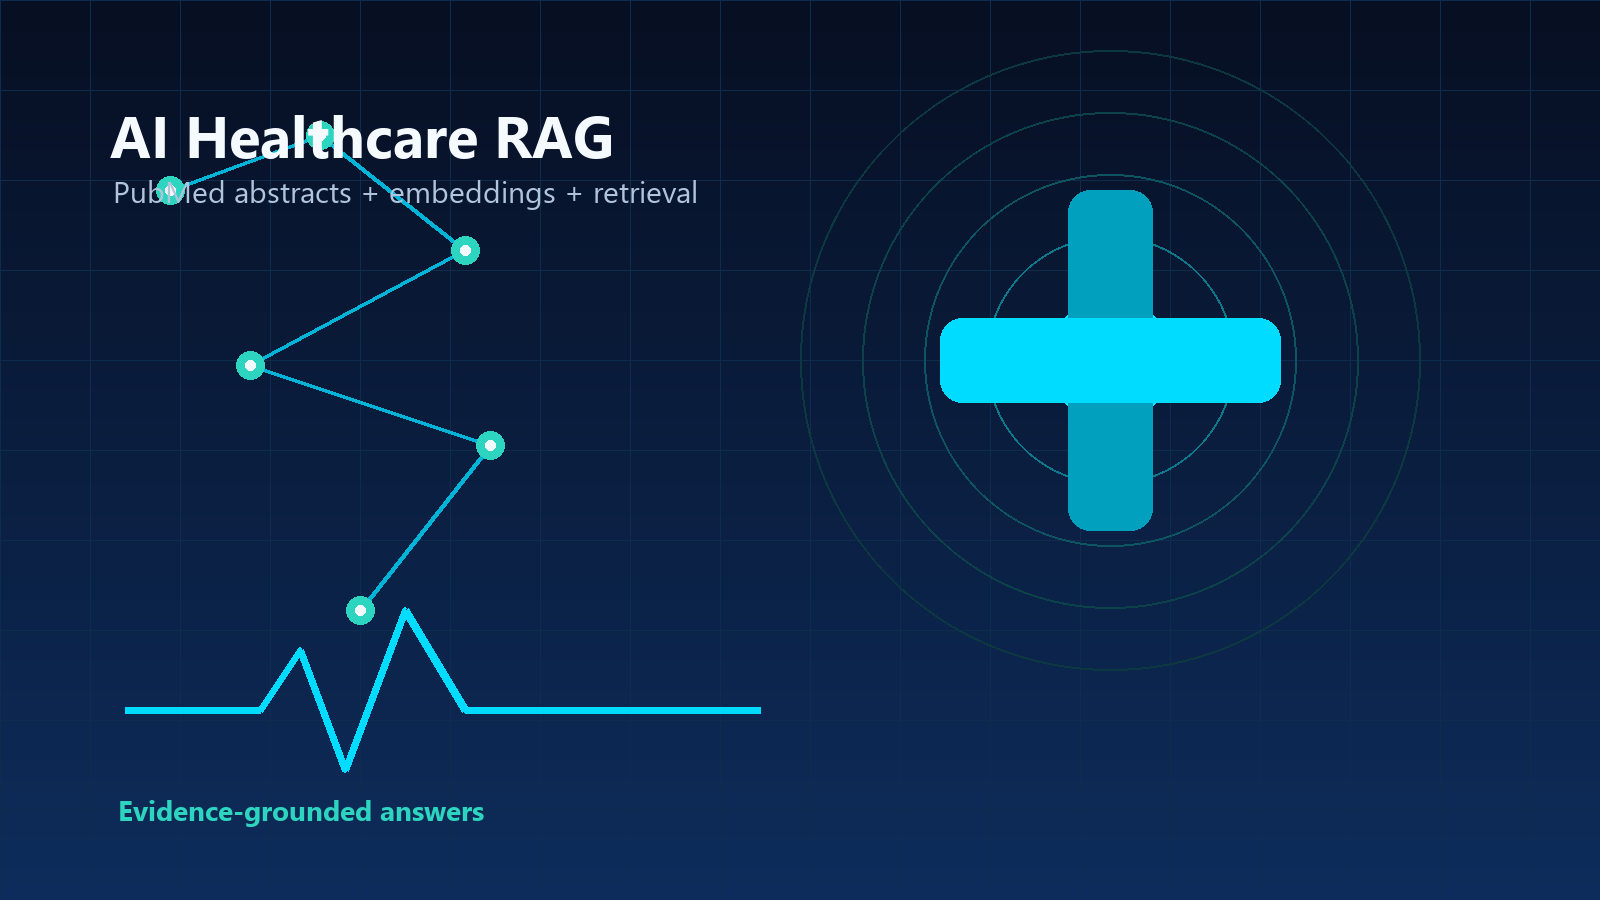 AI Healthcare RAG
PubMed abstracts + embeddings + retrieval
Evidence-grounded answers